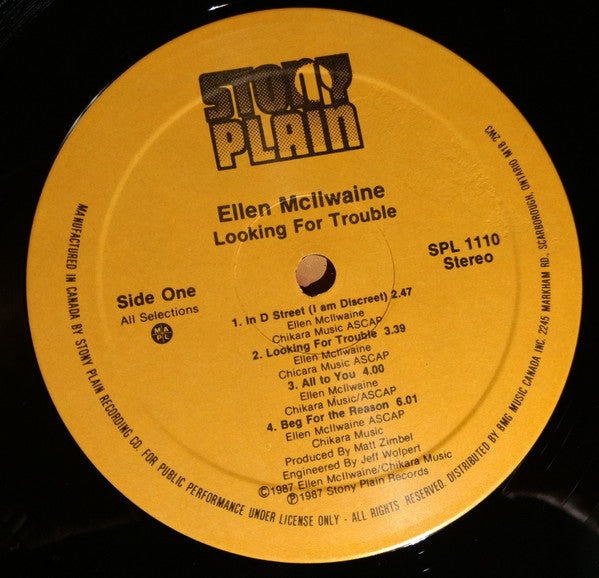 STONY
PLAIN
Ellen McIlwaine
Looking For Trouble
SPL 1110
Stereo
Side One
All Selections
MAPL
1. In D Street (I am Discreet) 2.47
Ellen McIlwaine
Chikara Music ASCAP
2. Looking For Trouble 3.39
Ellen McIlwaine
Chicara Music ASCAP
3. All to You 4.00
Ellen McIlwaine
Chikara Music/ASCAP
4. Beg For the Reason 6.01
Ellen McIlwaine ASCAP
Chikara Music
Produced By Matt Zimbel
Engineered By Jeff Wolpert
©1987 Ellen McIlwaine/Chikara Music
℗1987 Stony Plain Records
MANUFACTURED IN CANADA BY STONY PLAIN RECORDING CO. FOR PUBLIC PERFORMANCE UNDER LICENSE ONLY - ALL RIGHTS RESERVED. DISTRIBUTED BY BMG MUSIC CANADA INC. 2245 MARKHAM RD., SCARBOROUGH, ONTARIO M1B 2W3